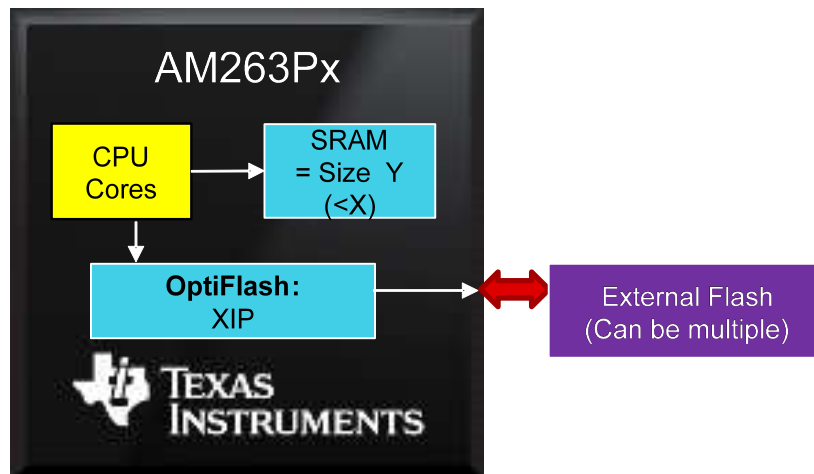 AM263Px
CPU
Cores
SRAM
= Size Y
(<X)
OptiFlash:
XIP
External Flash
(Can be multiple)
TEXAS
INSTRUMENTS